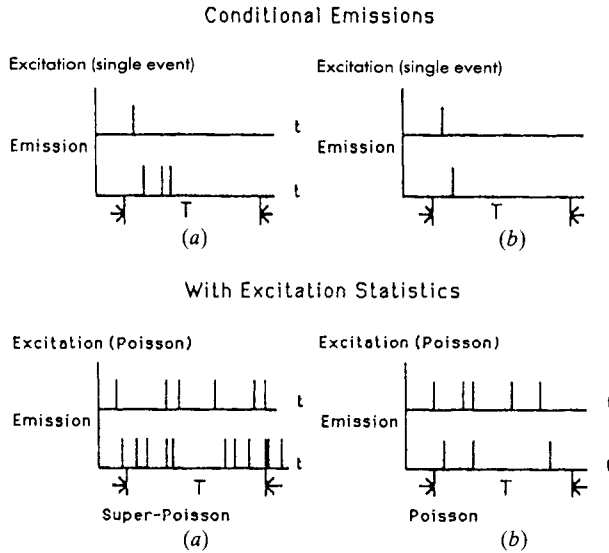 Conditional Emissions
Excitation (single event)
t
Emission
t
T
(a)
Excitation (single event)
Emission
T
(b)
With Excitation Statistics
Excitation (Poisson)
t
Emission
t
T
Super-Poisson
(a)
Excitation (Poisson)
Emission
T
Poisson
(b)